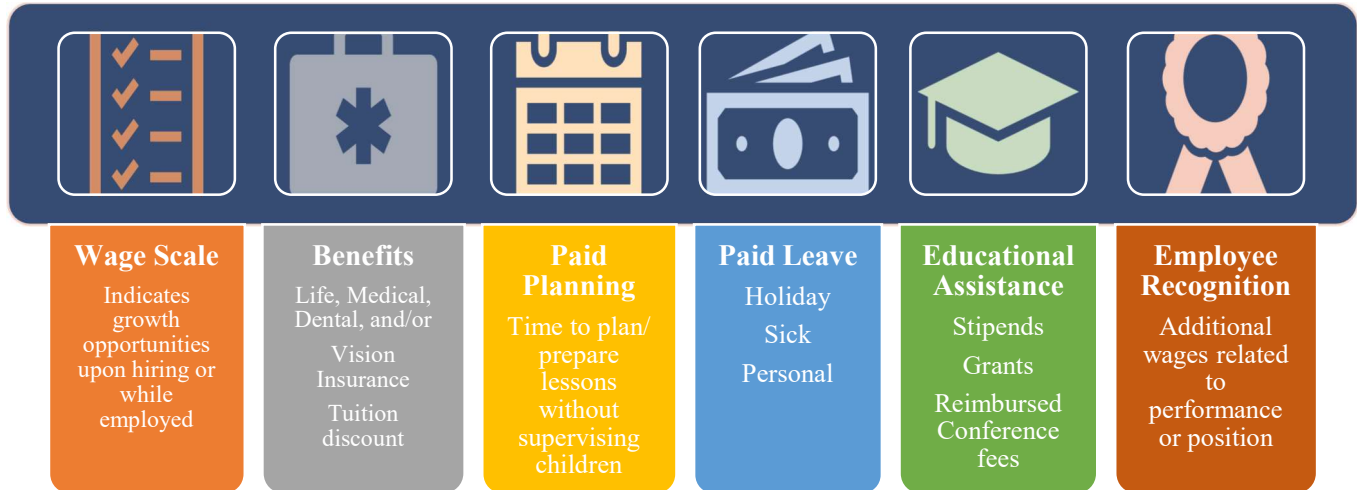 Wage Scale
Indicates
growth
opportunities
upon hiring or
while
employed
Benefits
Life, Medical,
Dental, and/or
Vision
Insurance
Tuition
discount
Paid
Planning
Time to plan/
prepare
lessons
without
supervising
children
Paid Leave
Holiday
Sick
Personal
Educational
Assistance
Stipends
Grants
Reimbursed
Conference
fees
Employee
Recognition
Additional
wages related
to
performance
or position